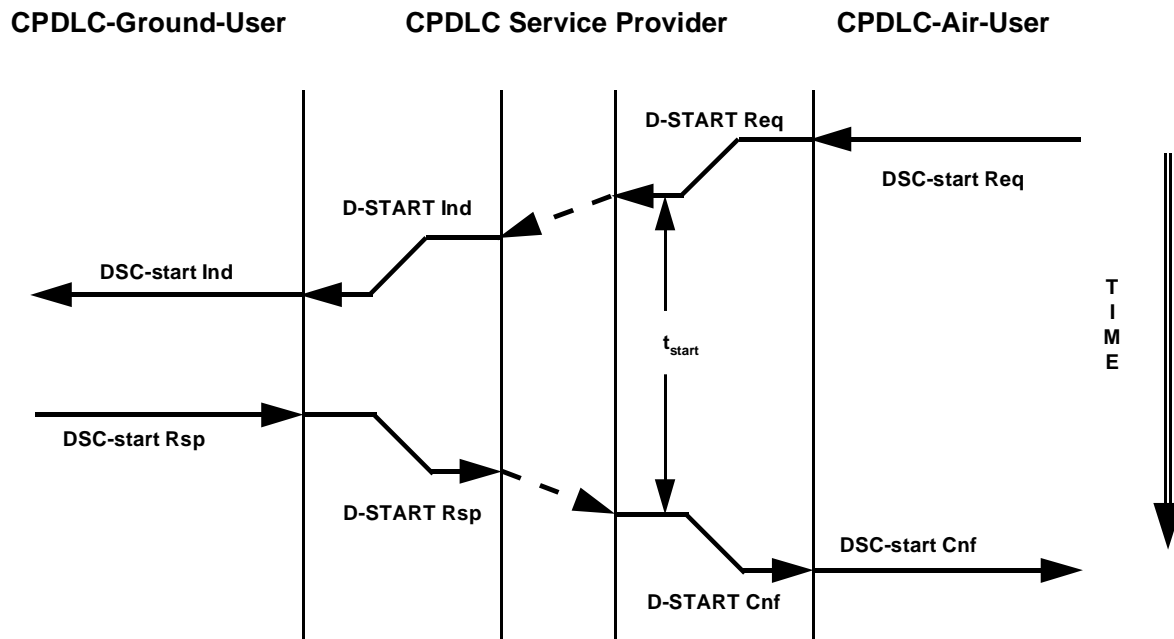 CPDLC-Ground-User
CPDLC Service Provider
CPDLC-Air-User
D-START Req
DSC-start Req
D-START Ind
DSC-start Ind
T
I
M
E
tstart
DSC-start Rsp
D-START Rsp
DSC-start Cnf
D-START Cnf